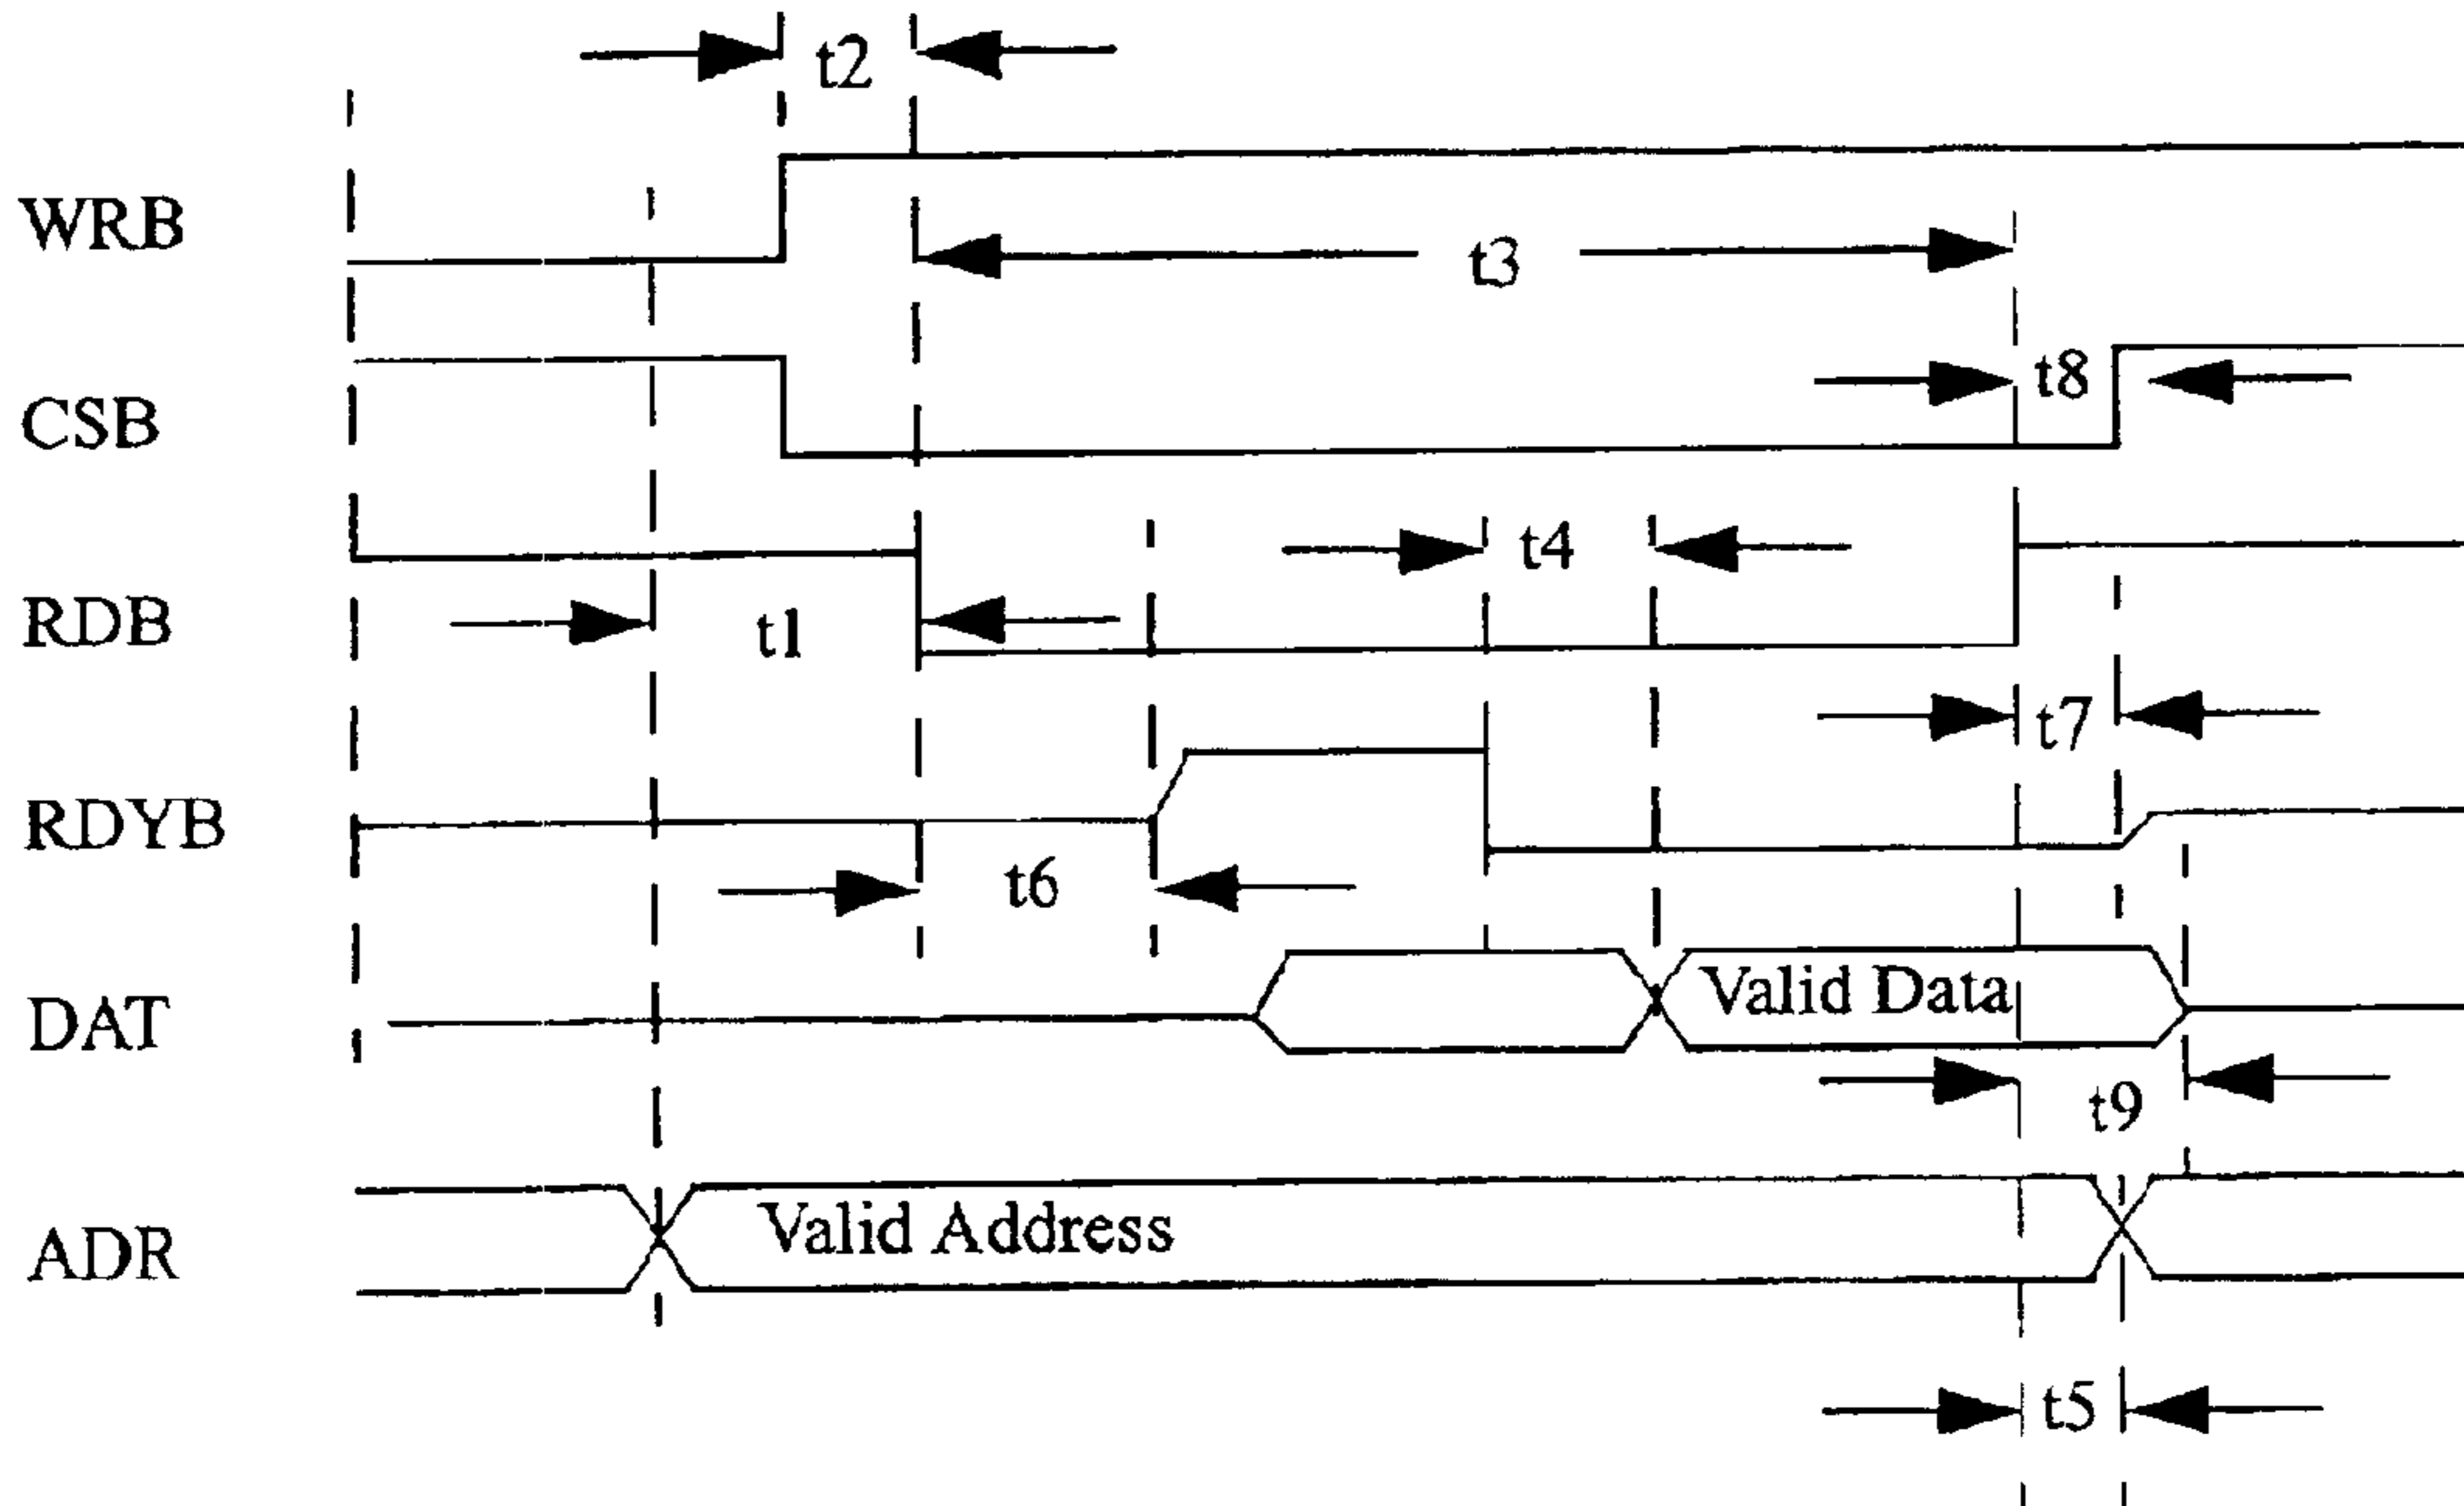 t2
WRB
t3
CSB
t8
RDB
t4
t1
t7
RDYB
t6
DAT
Valid Data
t9
ADR
Valid Address
t5